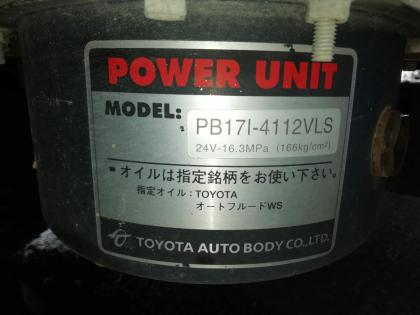 POWER UNIT
MODEL:
PB17I-4112VLS
24V-16.3MPa (166kg/cm²)
*オイルは指定銘柄をお使い下さい。
指定オイル:TOYOTA
オートフルードWS
TOYOTA AUTO BODY CO.,LTD.